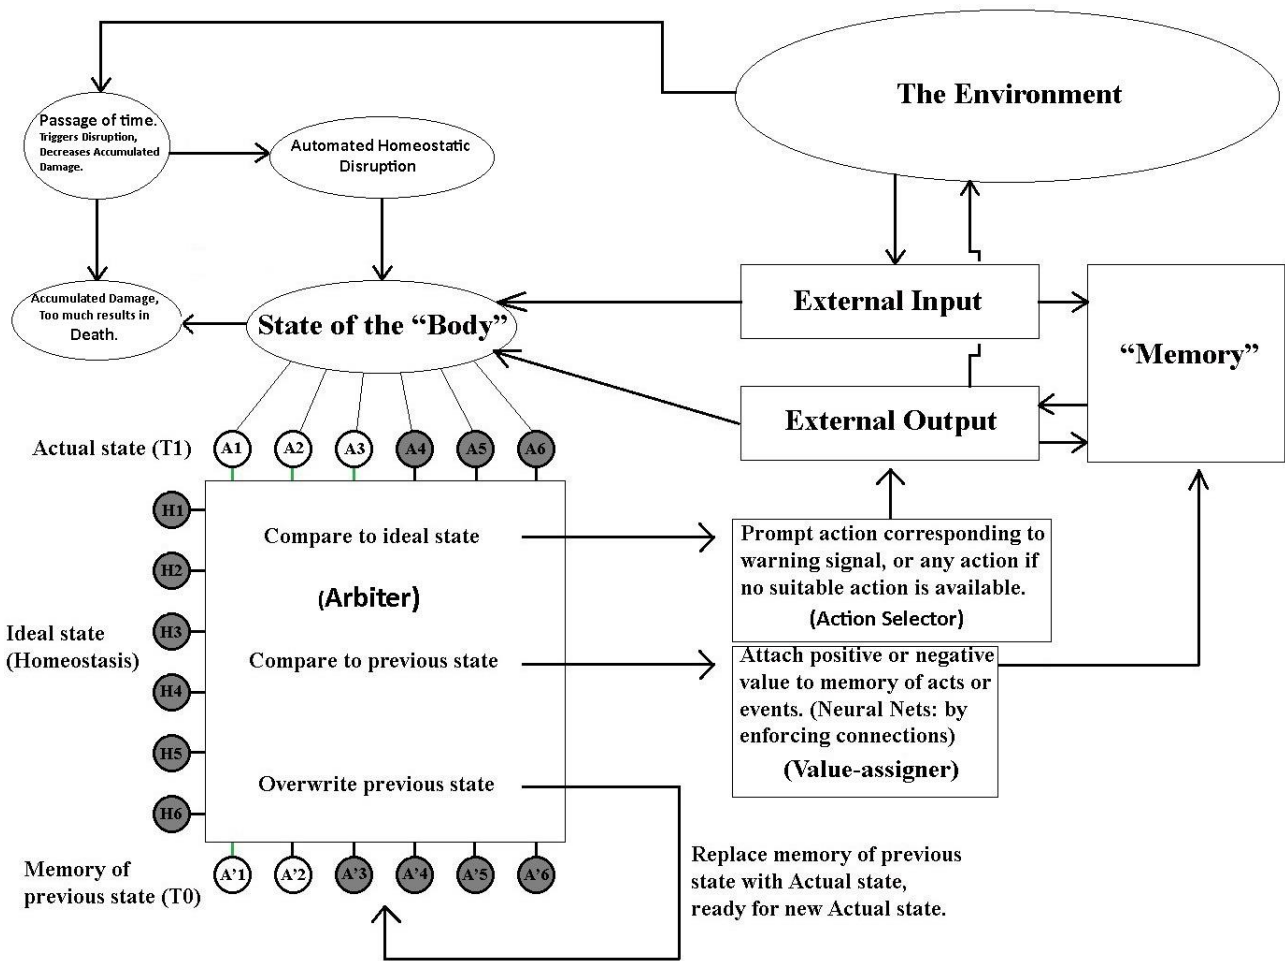 The Environment
Passage of time.
Triggers Disruption,
Decreases Accumulated
Damage.
Automated Homeostatic
Disruption
Accumulated Damage,
Too much results in
Death.
State of the “Body”
External Input
“Memory”
External Output
Actual state (T1)
A1 A2 A3 A4 A5 A6
H1
H2
H3
H4
H5
H6
Ideal state
(Homeostasis)
Compare to ideal state
(Arbiter)
Compare to previous state
Overwrite previous state
Prompt action corresponding to
warning signal, or any action if
no suitable action is available.
(Action Selector)
Attach positive or negative
value to memory of acts or
events. (Neural Nets: by
enforcing connections)
(Value-assigner)
Memory of
previous state (T0)
A'1 A'2 A'3 A'4 A'5 A'6
Replace memory of previous
state with Actual state,
ready for new Actual state.